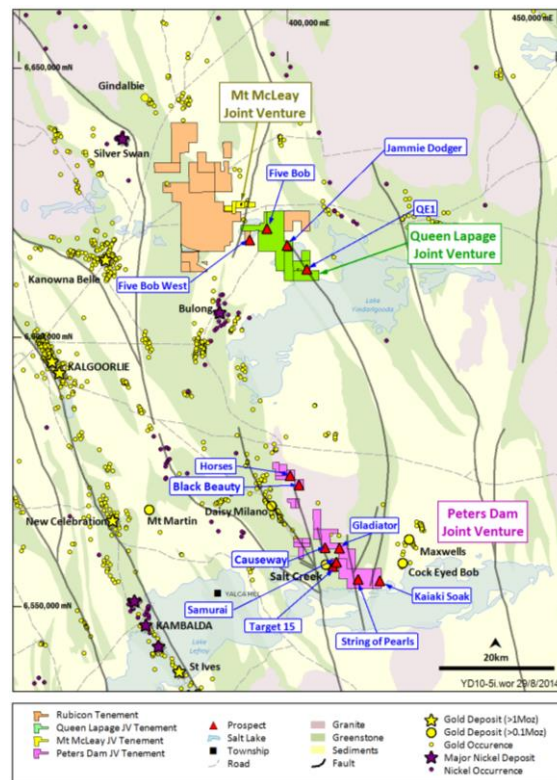 400,000 mE
450,000 mE
6,650,000 mN
Gindalbie
Mt McLeay
Joint Venture
Silver Swan
Five Bob
Jammie Dodger
QE1
Queen Lapage
Joint Venture
Kanowna Belle
Five Bob West
Bulong
Lake
Yindarlgooda
KALGOORLIE
Horses
Black Beauty
Daisy Milano
Peters Dam
Joint Venture
New Celebration
Mt Martin
Gladiator
Causeway
Maxwells
Salt Creek
Cock Eyed Bob
6,550,000 mN
Samurai
Kaiaki Soak
Target 15
String of Pearls
KAMBALDA
Lake
Lefroy
St Ives
20km
YD10-5i.wor 29/8/2014
Rubicon Tenement
Queen Lapage JV Tenement
Mt McLeay JV Tenement
Peters Dam JV Tenement
Prospect
Salt Lake
Township
Road
Granite
Greenstone
Sediments
Fault
Gold Deposit (>1Moz)
Gold Deposit (>0.1Moz)
Gold Occurence
Major Nickel Deposit
Nickel Occurrence